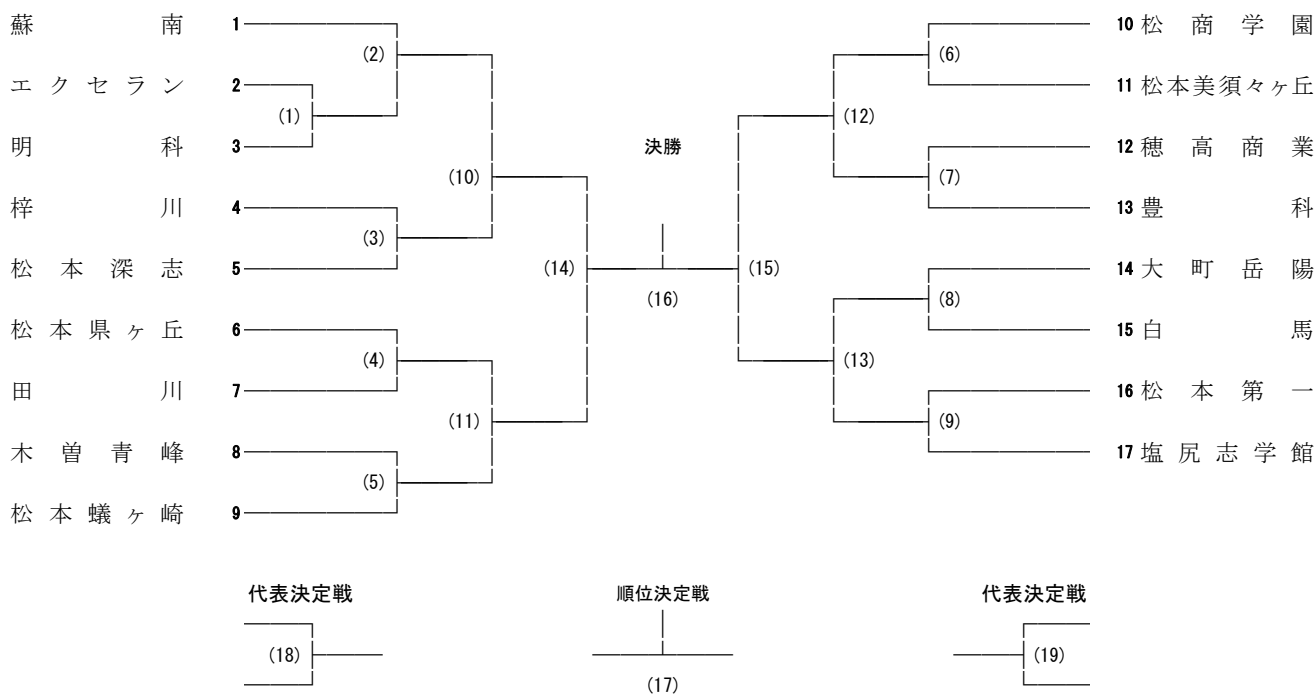 蘇南 1
(2)
エクセラン 2
(1)
明科 3
(10)
梓川 4
(3)
松本深志 5
(14)
松本県ヶ丘 6
(4)
田川 7
(11)
木曽青峰 8
(5)
松本蟻ヶ崎 9
決勝
(16)
10 松商学園
(6)
11 松本美須々ヶ丘
(12)
12 穂高商業
(7)
13 豊科
(15)
14 大町岳陽
(8)
15 白馬
(13)
16 松本第一
(9)
17 塩尻志学館
代表決定戦
(18)
順位決定戦
(17)
代表決定戦
(19)